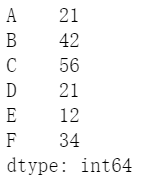 A    21
B    42
C    56
D    21
E    12
F    34
dtype: int64